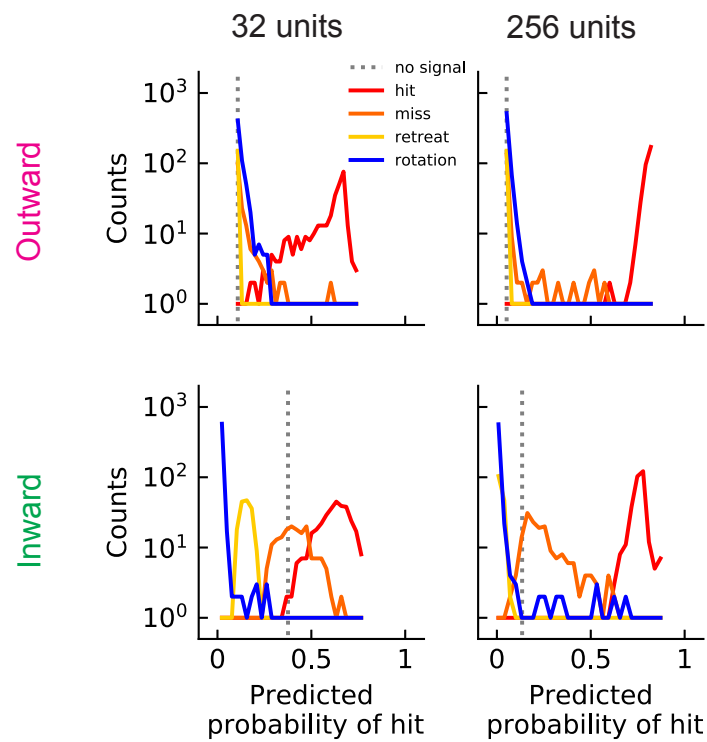 32 units
256 units
no signal
hit
miss
retreat
rotation
Outward
Counts
10³
10²
10¹
10⁰
Inward
Counts
10³
10²
10¹
10⁰
0
0.5
1
0
0.5
1
Predicted
probability of hit
Predicted
probability of hit